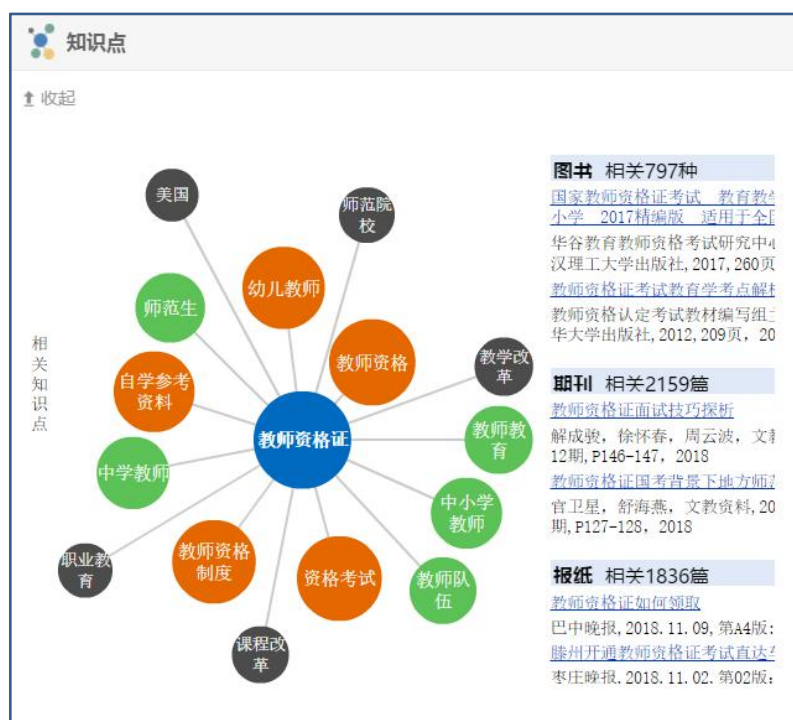 知识点
收起
相关知识点
美国
师范院
校
幼儿教师
师范生
教师资格
教学改
革
自学参考
资料
教师资格证
教师教
育
中学教师
中小学
教师
职业教
育
教师资格
制度
资格考试
教师队
伍
课程改
革
图书 相关797种
国家教师资格证考试 教育教
小学 2017精编版 适用于全
华谷教育教师资格考试研究中
汉理工大学出版社,2017,260页
教师资格证考试教育学考点解
教师资格认定考试教材编写组
华大学出版社,2012,209页, 20
期刊 相关2159篇
教师资格证面试技巧探析
解成骏, 徐怀春, 周云波, 文
12期,P146-147, 2018
教师资格证国考背景下地方师
官卫星, 舒海燕, 文教资料,20
期,P127-128, 2018
报纸 相关1836篇
教师资格证如何领取
巴中晚报,2018.11.09,第A4版:
滕州开通教师资格证考试直达
枣庄晚报,2018.11.02,第02版: